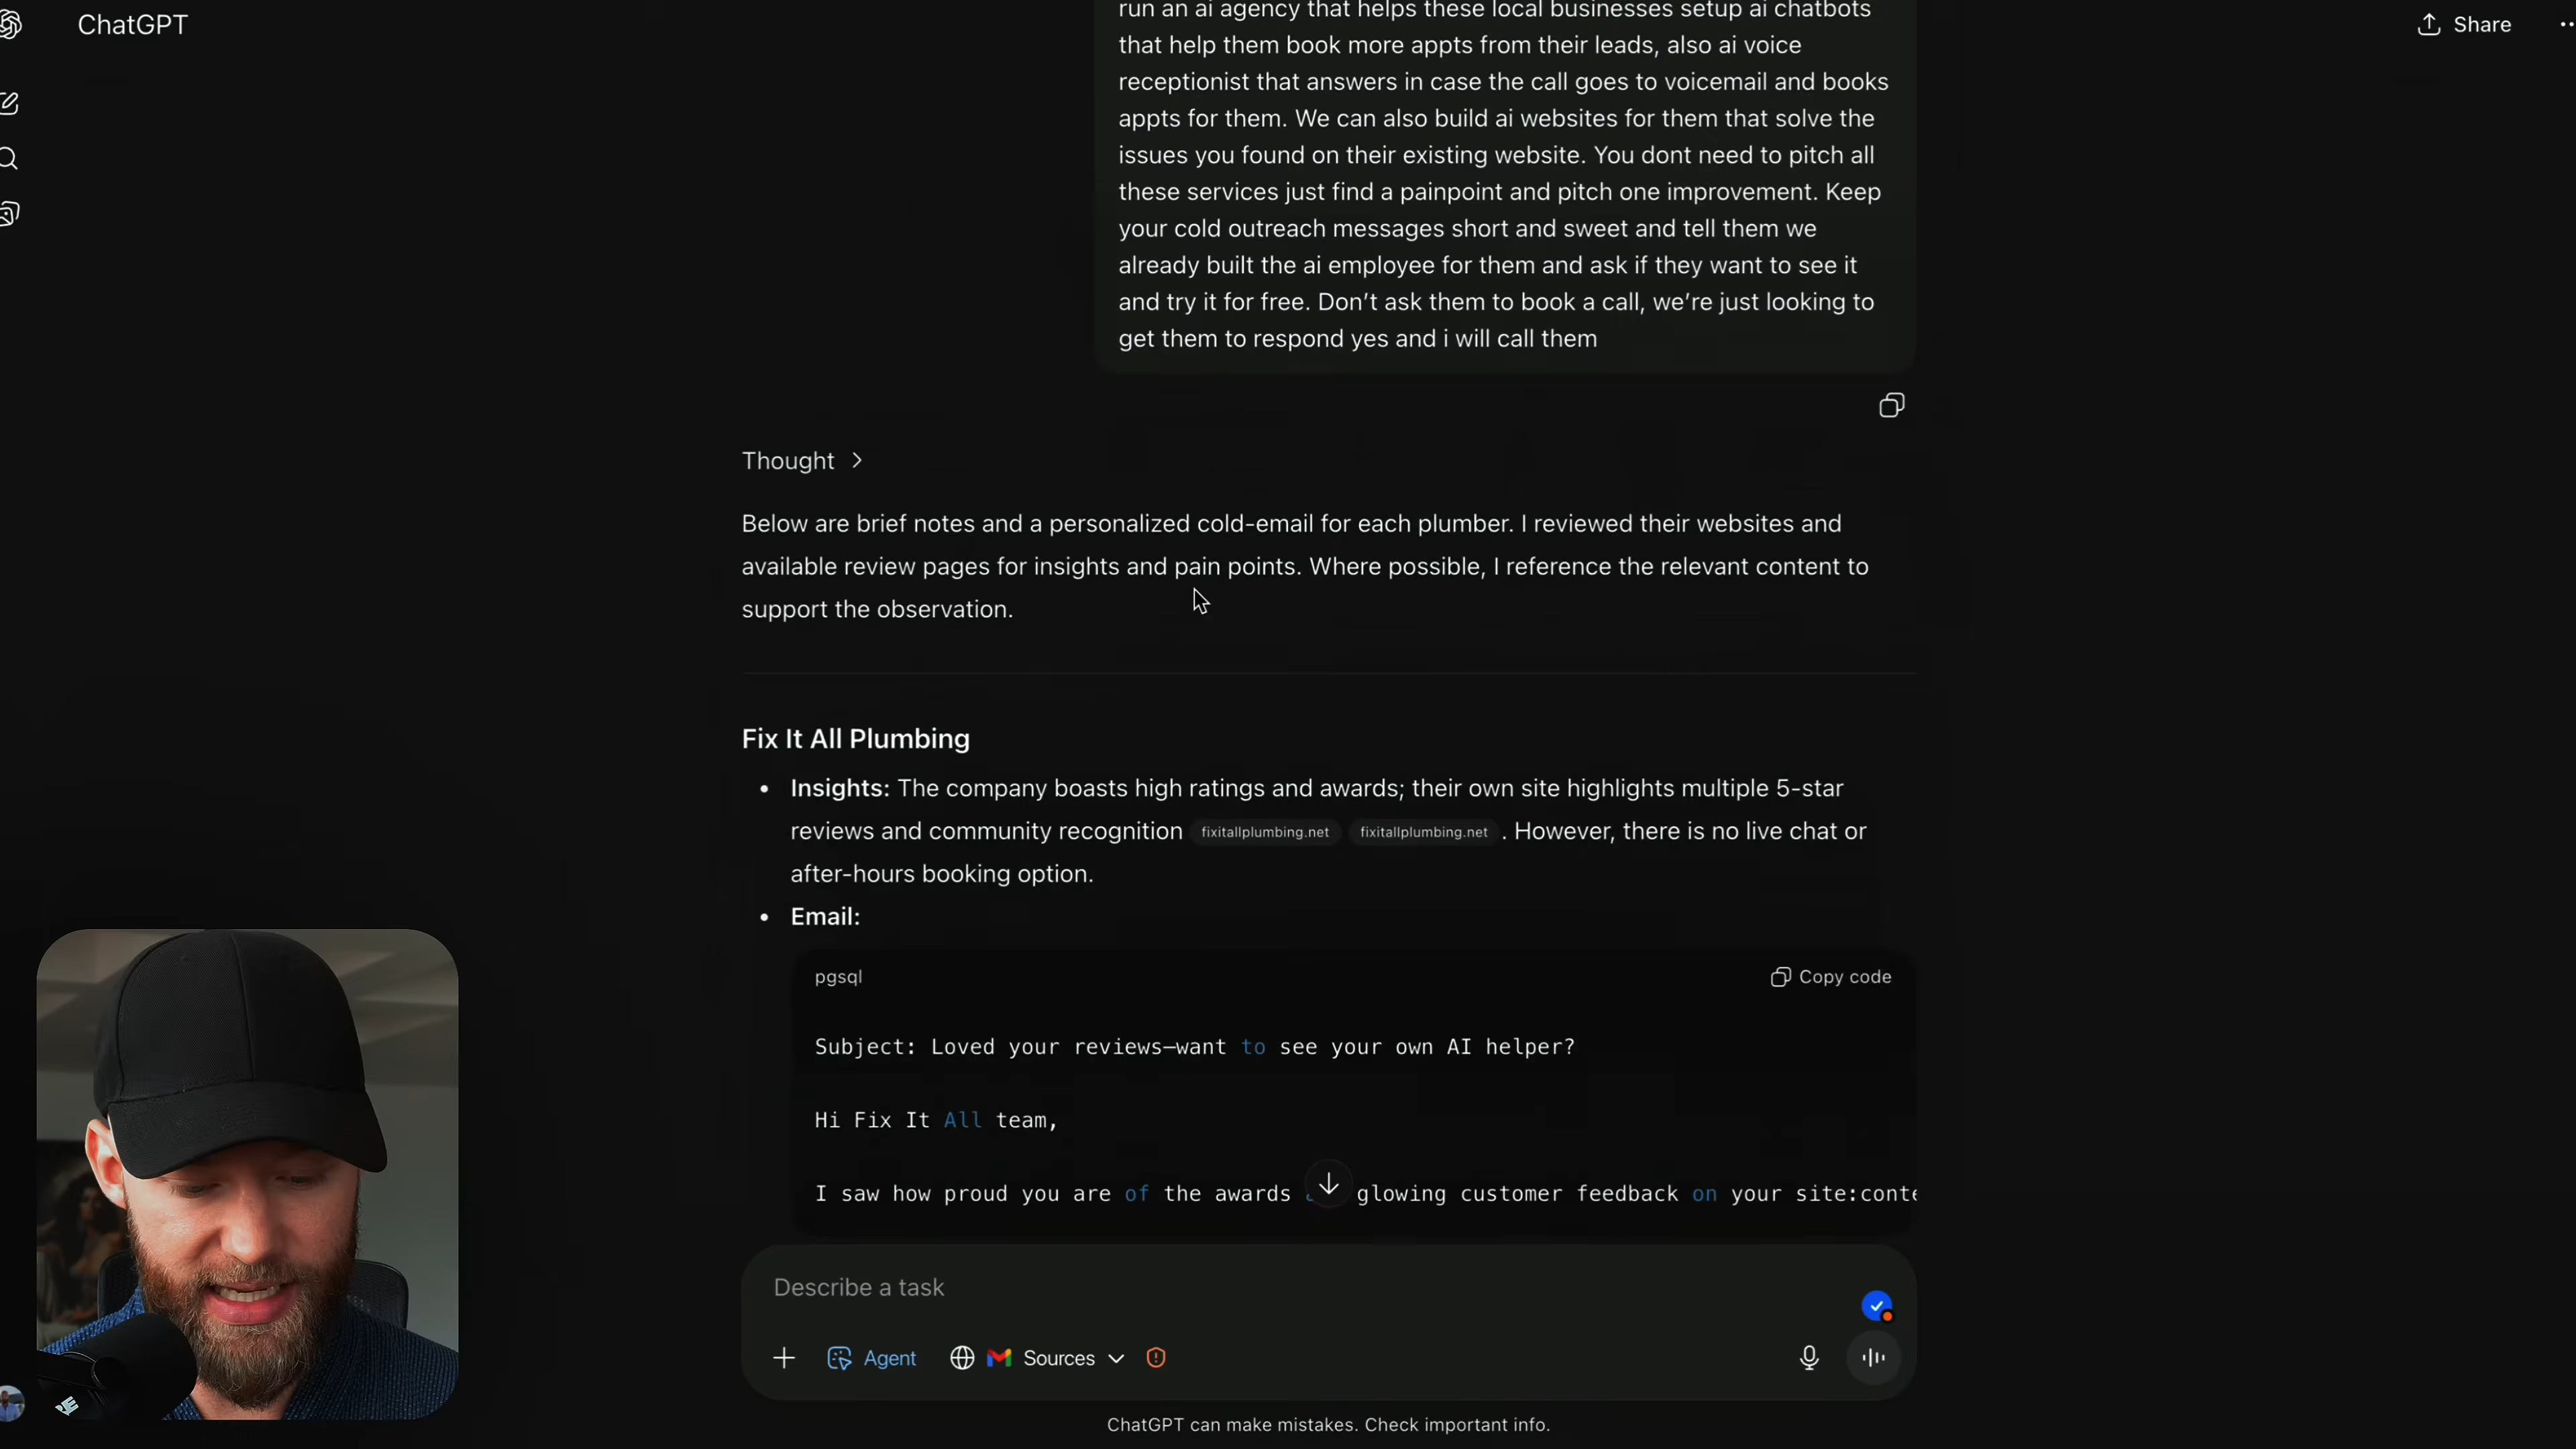 ChatGPT
Share
run an ai agency that helps these local businesses setup ai chatbots
that help them book more appts from their leads, also ai voice
receptionist that answers in case the call goes to voicemail and books
appts for them. We can also build ai websites for them that solve the
issues you found on their existing website. You dont need to pitch all
these services just find a painpoint and pitch one improvement. Keep
your cold outreach messages short and sweet and tell them we
already built the ai employee for them and ask if they want to see it
and try it for free. Don’t ask them to book a call, we’re just looking to
get them to respond yes and i will call them
Thought
Below are brief notes and a personalized cold-email for each plumber. I reviewed their websites and
available review pages for insights and pain points. Where possible, I reference the relevant content to
support the observation.
Fix It All Plumbing
• Insights: The company boasts high ratings and awards; their own site highlights multiple 5-star
reviews and community recognition fixitallplumbing.net fixitallplumbing.net . However, there is no live chat or
after-hours booking option.
• Email:
pgsql
Copy code
Subject: Loved your reviews—want to see your own AI helper?
Hi Fix It All team,
I saw how proud you are of the awards glowing customer feedback on your site:conte
Describe a task
Agent
Sources
ChatGPT can make mistakes. Check important info.